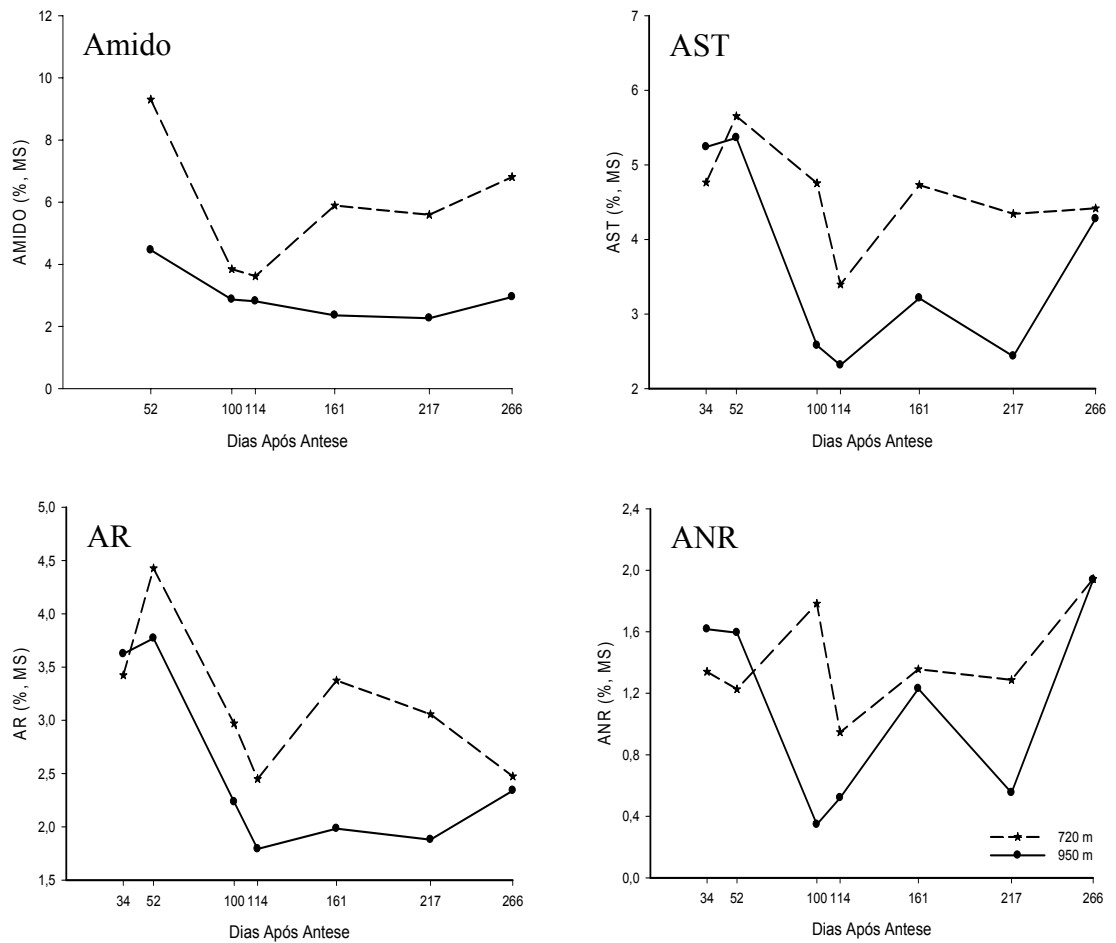 Amido
AMIDO (%, MS)
12
10
8
6
4
2
0
52 100 114 161 217 266
Dias Após Antese
AST
AST (%, MS)
7
6
5
4
3
2
34 52 100 114 161 217 266
Dias Após Antese
AR
AR (%, MS)
5,0
4,5
4,0
3,5
3,0
2,5
2,0
1,5
34 52 100 114 161 217 266
Dias Após Antese
ANR
ANR (%, MS)
2,4
2,0
1,6
1,2
0,8
0,4
0,0
720 m
950 m
34 52 100 114 161 217 266
Dias Após Antese